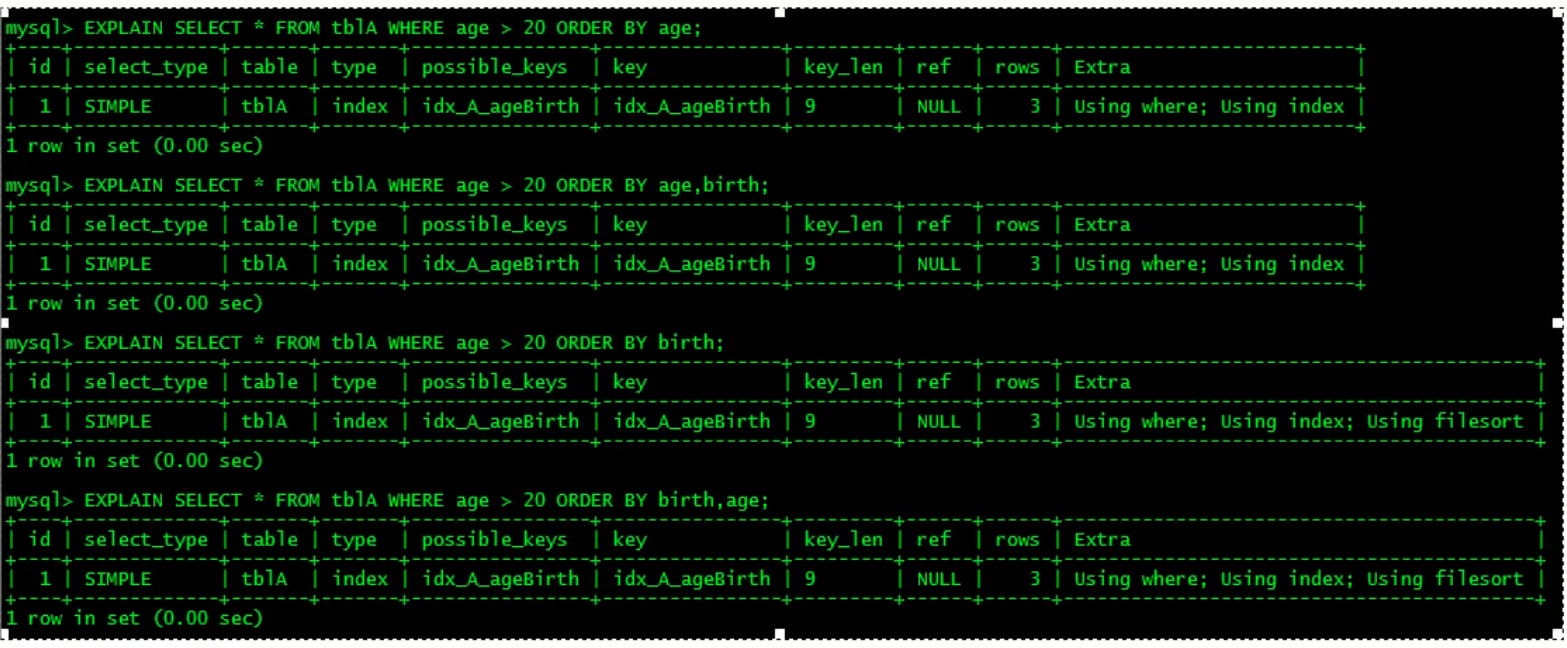 mysql> EXPLAIN SELECT * FROM tblA WHERE age > 20 ORDER BY age;
+----+-------------+-------+-------+----------------+----------------+---------+------+------+--------------------------+
| id | select_type | table | type | possible_keys | key | key_len | ref | rows | Extra |
+----+-------------+-------+-------+----------------+----------------+---------+------+------+--------------------------+
| 1 | SIMPLE | tblA | index | idx_A_ageBirth | idx_A_ageBirth | 9 | NULL | 3 | Using where; Using index |
+----+-------------+-------+-------+----------------+----------------+---------+------+------+--------------------------+
1 row in set (0.00 sec)
mysql> EXPLAIN SELECT * FROM tblA WHERE age > 20 ORDER BY age,birth;
+----+-------------+-------+-------+----------------+----------------+---------+------+------+--------------------------+
| id | select_type | table | type | possible_keys | key | key_len | ref | rows | Extra |
+----+-------------+-------+-------+----------------+----------------+---------+------+------+--------------------------+
| 1 | SIMPLE | tblA | index | idx_A_ageBirth | idx_A_ageBirth | 9 | NULL | 3 | Using where; Using index |
+----+-------------+-------+-------+----------------+----------------+---------+------+------+--------------------------+
1 row in set (0.00 sec)
mysql> EXPLAIN SELECT * FROM tblA WHERE age > 20 ORDER BY birth;
+----+-------------+-------+-------+----------------+----------------+---------+------+------+------------------------------------------+
| id | select_type | table | type | possible_keys | key | key_len | ref | rows | Extra |
+----+-------------+-------+-------+----------------+----------------+---------+------+------+------------------------------------------+
| 1 | SIMPLE | tblA | index | idx_A_ageBirth | idx_A_ageBirth | 9 | NULL | 3 | Using where; Using index; Using filesort |
+----+-------------+-------+-------+----------------+----------------+---------+------+------+------------------------------------------+
1 row in set (0.00 sec)
mysql> EXPLAIN SELECT * FROM tblA WHERE age > 20 ORDER BY birth,age;
+----+-------------+-------+-------+----------------+----------------+---------+------+------+------------------------------------------+
| id | select_type | table | type | possible_keys | key | key_len | ref | rows | Extra |
+----+-------------+-------+-------+----------------+----------------+---------+------+------+------------------------------------------+
| 1 | SIMPLE | tblA | index | idx_A_ageBirth | idx_A_ageBirth | 9 | NULL | 3 | Using where; Using index; Using filesort |
+----+-------------+-------+-------+----------------+----------------+---------+------+------+------------------------------------------+
1 row in set (0.00 sec)